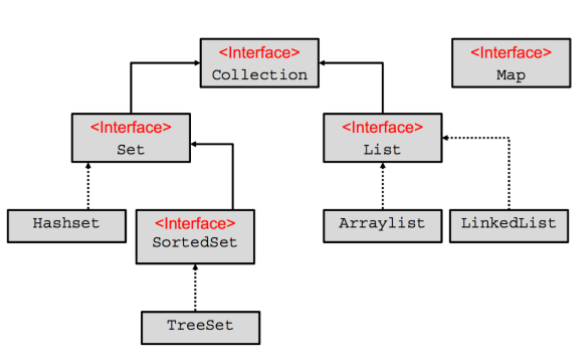 <Interface>
Collection
<Interface>
Map
<Interface>
Set
<Interface>
List
Hashset
<Interface>
SortedSet
Arraylist
LinkedList
TreeSet